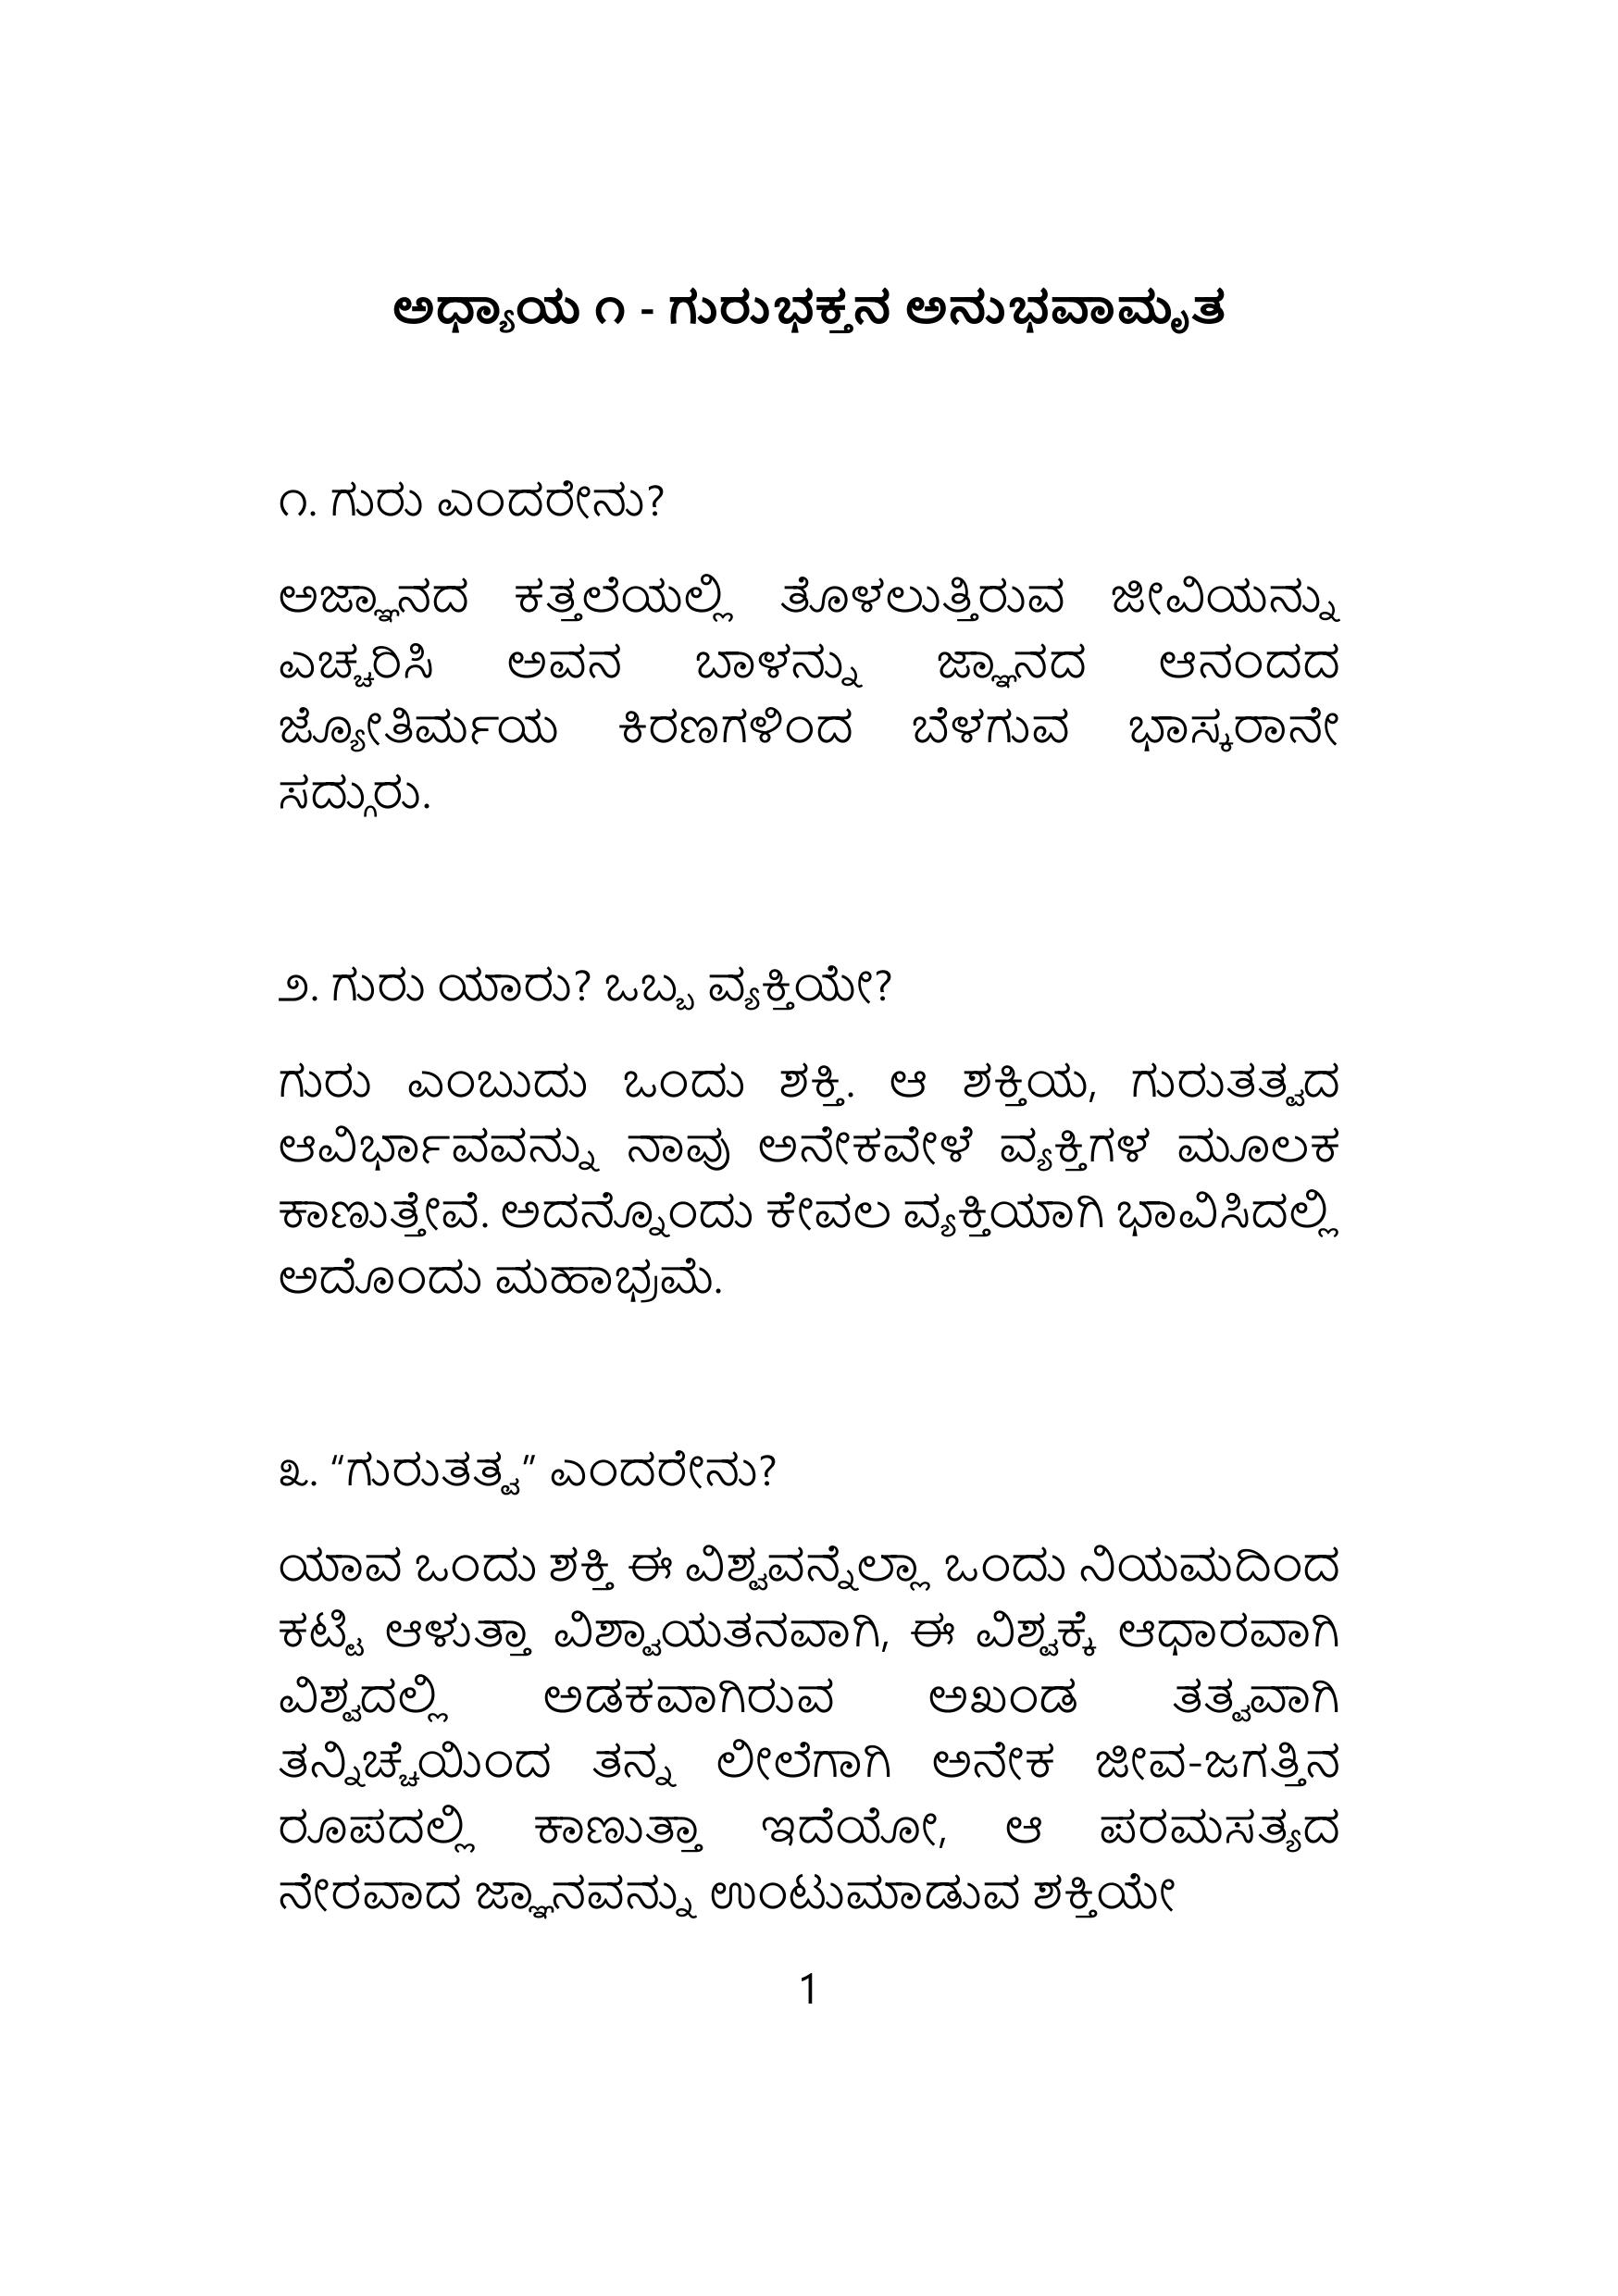 ಅಧ್ಯಾಯ ೧ - ಗುರುಭಕ್ತನ ಅನುಭವಾಮೃತ
೧. ಗುರು ಎಂದರೇನು?
ಅಜ್ಞಾನದ ಕತ್ತಲೆಯಲ್ಲಿ ತೊಳಲುತ್ತಿರುವ ಜೀವಿಯನ್ನು
ಎಚ್ಚರಿಸಿ ಅವನ ಬಾಳನ್ನು ಜ್ಞಾನದ ಆನಂದದ
ಜ್ಯೋತಿರ್ಮಯ ಕಿರಣಗಳಿಂದ ಬೆಳಗುವ ಭಾಸ್ಕರಾನೇ
ಸದ್ಗುರು.
೨. ಗುರು ಯಾರು? ಒಬ್ಬ ವ್ಯಕ್ತಿಯೇ?
ಗುರು ಎಂಬುದು ಒಂದು ಶಕ್ತಿ. ಆ ಶಕ್ತಿಯ, ಗುರುತತ್ವದ
ಆವಿರ್ಭಾವವನ್ನು ನಾವು ಅನೇಕವೇಳೆ ವ್ಯಕ್ತಿಗಳ ಮೂಲಕ
ಕಾಣುತ್ತೇವೆ. ಅದನ್ನೊಂದು ಕೇವಲ ವ್ಯಕ್ತಿಯಾಗಿ ಭಾವಿಸಿದಲ್ಲಿ
ಅದೊಂದು ಮಹಾಭ್ರಮೆ.
೩. “ಗುರುತತ್ವ” ಎಂದರೇನು?
ಯಾವ ಒಂದು ಶಕ್ತಿ ಈ ವಿಶ್ವವನ್ನೆಲ್ಲಾ ಒಂದು ನಿಯಮದಿಂದ
ಕಟ್ಟಿ ಆಳುತ್ತಾ ವಿಶ್ವಾಯತನವಾಗಿ, ಈ ವಿಶ್ವಕ್ಕೆ ಆಧಾರವಾಗಿ
ವಿಶ್ವದಲ್ಲಿ ಅಡಕವಾಗಿರುವ ಅಖಂಡ ತತ್ವವಾಗಿ
ತನ್ನಿಚ್ಚೆಯಿಂದ ತನ್ನ ಲೀಲೆಗಾಗಿ ಅನೇಕ ಜೀವ-ಜಗತ್ತಿನ
ರೂಪದಲ್ಲಿ ಕಾಣುತ್ತಾ ಇದೆಯೋ, ಆ ಪರಮಸತ್ಯದ
ನೇರವಾದ ಜ್ಞಾನವನ್ನು ಉಂಟುಮಾಡುವ ಶಕ್ತಿಯೇ
1